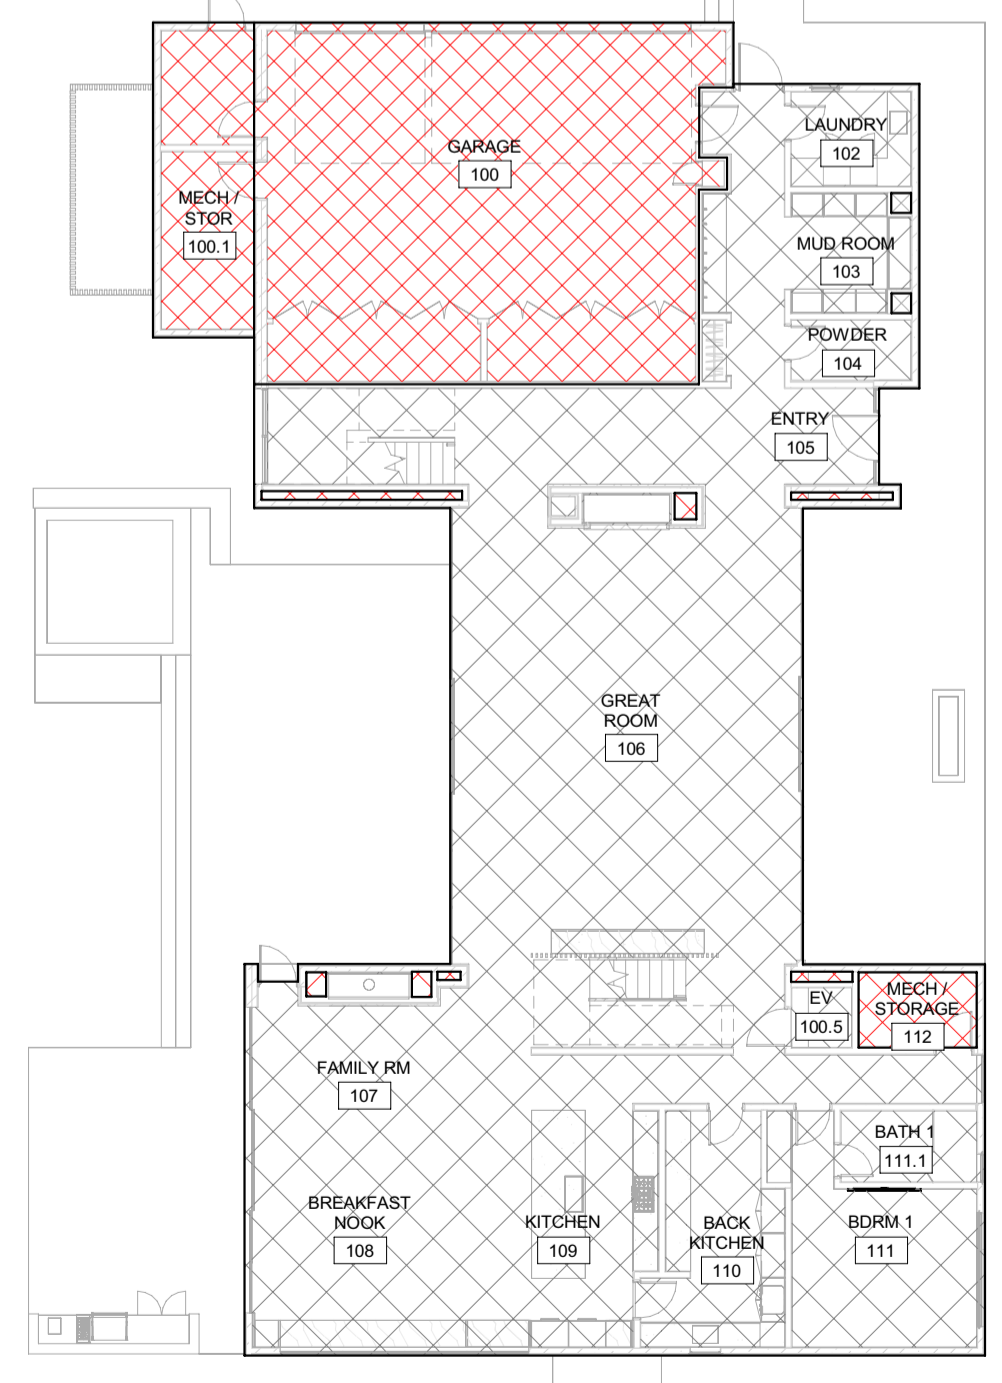 GARAGE
100
LAUNDRY
102
MECH /
STOR
100.1
MUD ROOM
103
POWDER
104
ENTRY
105
GREAT
ROOM
106
EV
100.5
MECH /
STORAGE
112
FAMILY RM
107
BATH 1
111.1
BREAKFAST
NOOK
108
KITCHEN
109
BACK
KITCHEN
110
BDRM 1
111